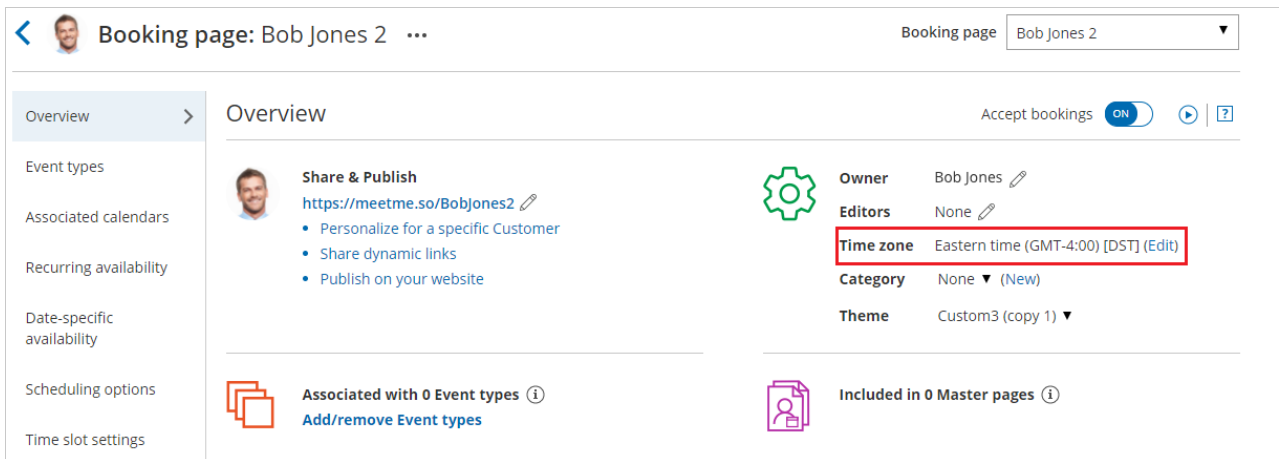 Booking page: Bob Jones 2 •••
Booking page Bob Jones 2
Overview
Event types
Associated calendars
Recurring availability
Date-specific
availability
Scheduling options
Time slot settings
Overview
Accept bookings ON ?
Share & Publish
https://meetme.so/BobJones2
• Personalize for a specific Customer
• Share dynamic links
• Publish on your website
Owner Bob Jones
Editors None
Time zone Eastern time (GMT-4:00) [DST] (Edit)
Category None ▼ (New)
Theme Custom3 (copy 1) ▼
Associated with 0 Event types i
Add/remove Event types
Included in 0 Master pages i